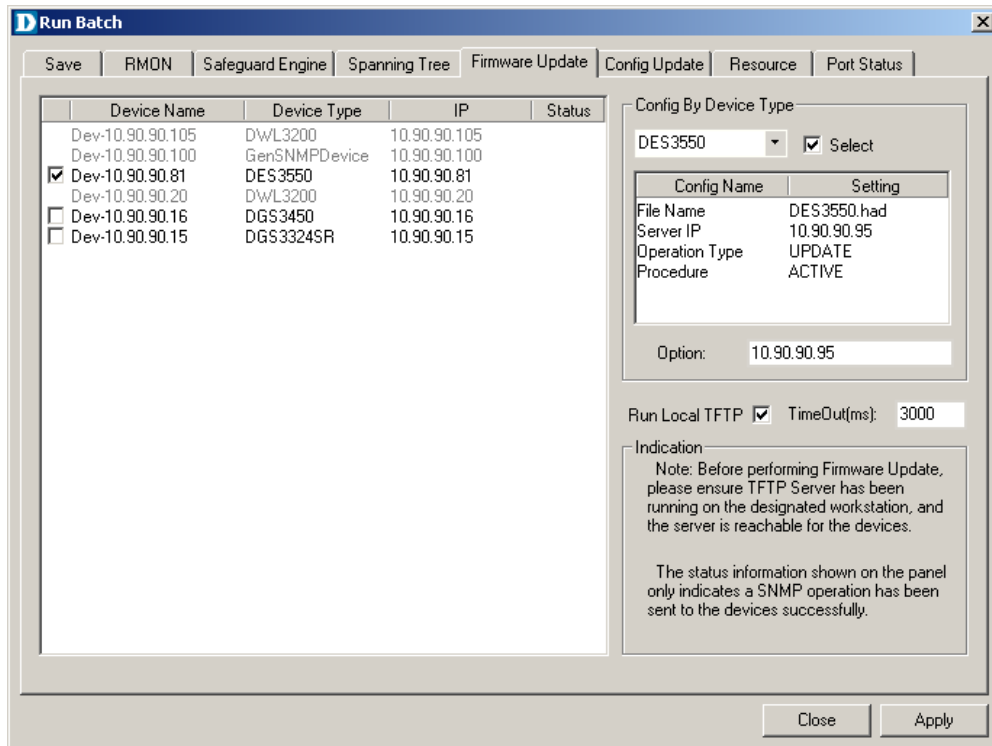 D Run Batch
Save RMON Safeguard Engine Spanning Tree Firmware Update Config Update Resource Port Status
Device Name Device Type IP Status
Dev-10.90.90.105 DWL3200 10.90.90.105
Dev-10.90.90.100 GenSNMPDevice 10.90.90.100
Dev-10.90.90.81 DES3550 10.90.90.81
Dev-10.90.90.20 DWL3200 10.90.90.20
Dev-10.90.90.16 DGS3450 10.90.90.16
Dev-10.90.90.15 DGS3324SR 10.90.90.15
Config By Device Type
DES3550 Select
Config Name Setting
File Name DES3550.had
Server IP 10.90.90.95
Operation Type UPDATE
Procedure ACTIVE
Option: 10.90.90.95
Run Local TFTP TimeOut(ms): 3000
Indication
Note: Before performing Firmware Update,
please ensure TFTP Server has been
running on the designated workstation, and
the server is reachable for the devices.
The status information shown on the panel
only indicates a SNMP operation has been
sent to the devices successfully.
Close Apply